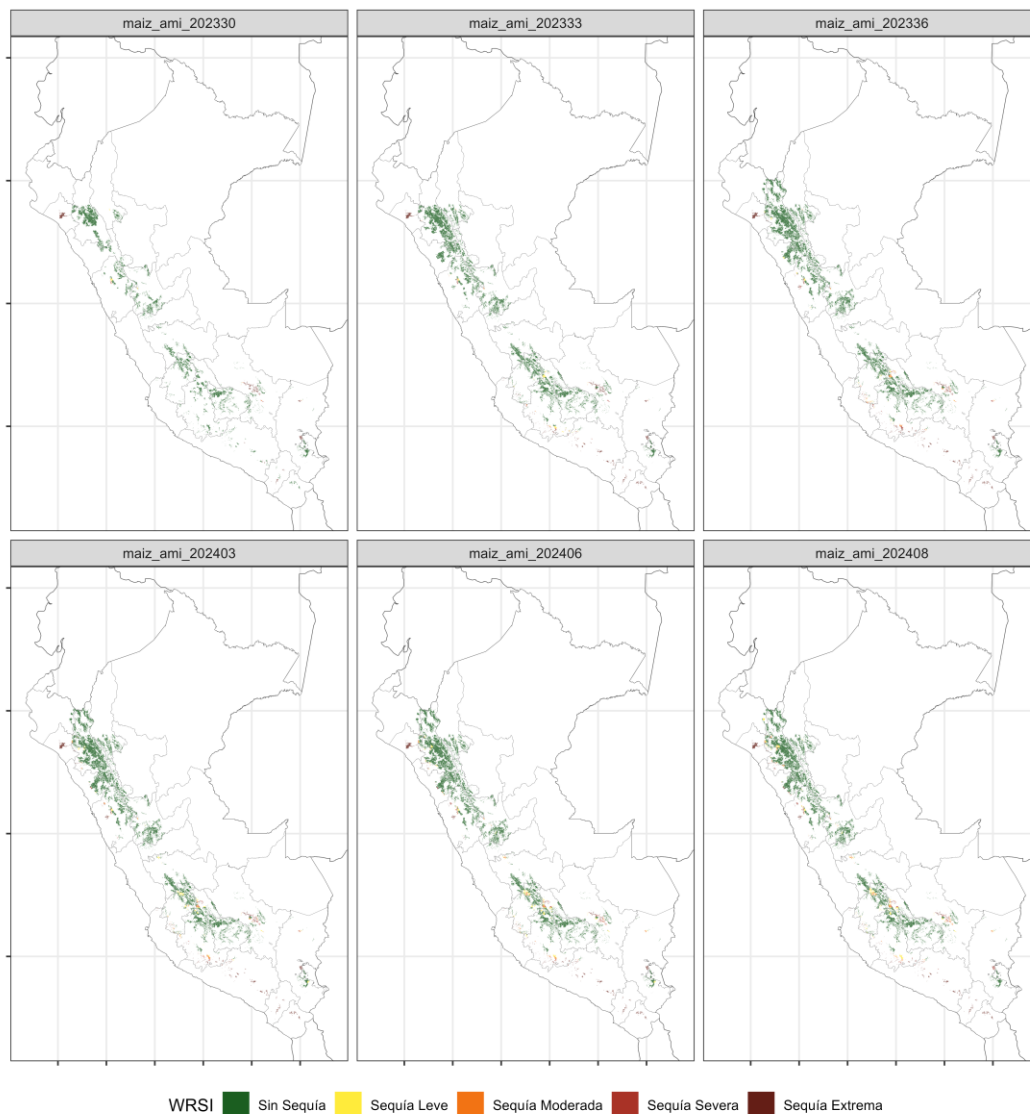 maiz_ami_202330 maiz_ami_202333 maiz_ami_202336
maiz_ami_202403 maiz_ami_202406 maiz_ami_202408
WRSI Sin Sequía Sequía Leve Sequía Moderada Sequía Severa Sequía Extrema